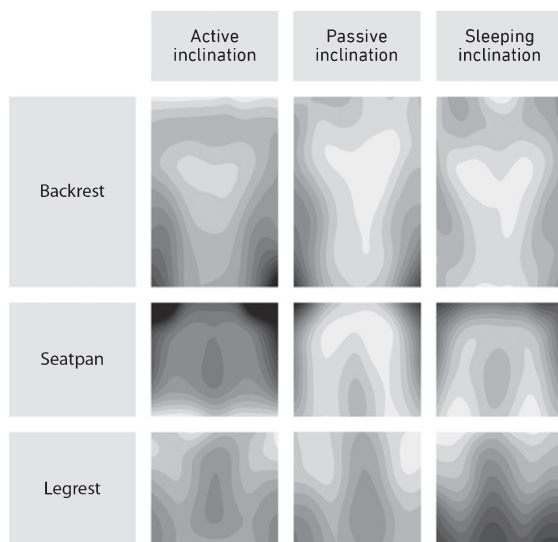 Active
inclination
Passive
inclination
Sleeping
inclination
Backrest
Seatpan
Legrest